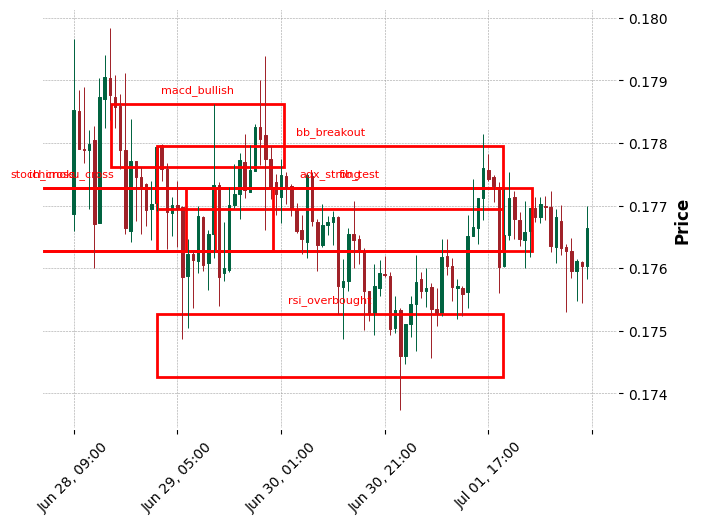 0.180
0.179
macd_bullish
bb_breakout
0.178
stoch_cross
ichimoku_cross
adx_strong
fib_test
0.177
Price
0.176
rsi_overbought
0.175
0.174
Jun 28, 09:00
Jun 29, 05:00
Jun 30, 01:00
Jun 30, 21:00
Jul 01, 17:00